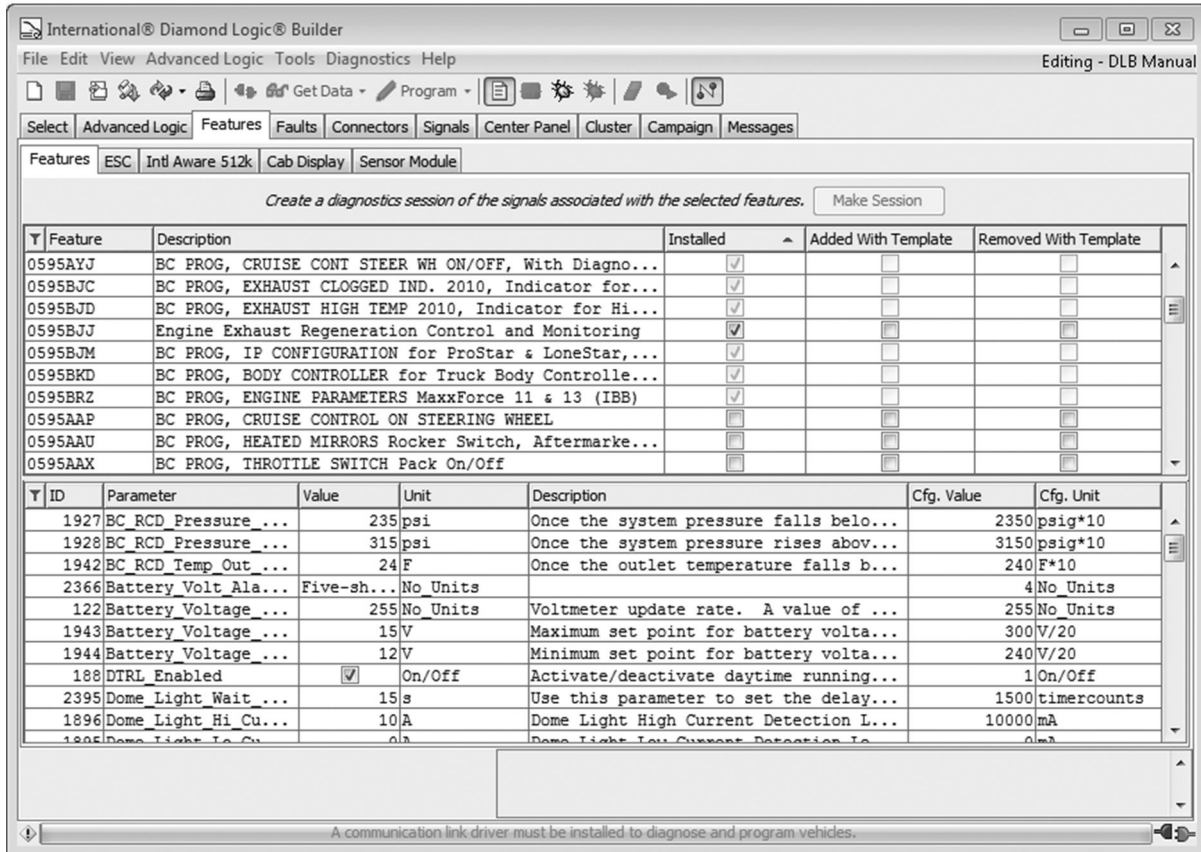 International® Diamond Logic® Builder
File Edit View Advanced Logic Tools Diagnostics Help Editing - DLB Manual
Get Data Program
Select Advanced Logic Features Faults Connectors Signals Center Panel Cluster Campaign Messages
Features ESC Intl Aware 512k Cab Display Sensor Module
Create a diagnostics session of the signals associated with the selected features. Make Session
Feature Description Installed Added With Template Removed With Template
0595AYJ BC PROG, CRUISE CONT STEER WH ON/OFF, With Diagno...
0595BJC BC PROG, EXHAUST CLOGGED IND. 2010, Indicator for...
0595BJD BC PROG, EXHAUST HIGH TEMP 2010, Indicator for Hi...
0595BJJ Engine Exhaust Regeneration Control and Monitoring
0595BJM BC PROG, IP CONFIGURATION for ProStar & LoneStar,...
0595BKD BC PROG, BODY CONTROLLER for Truck Body Controlle...
0595BRZ BC PROG, ENGINE PARAMETERS MaxxForce 11 & 13 (IBB)
0595AAP BC PROG, CRUISE CONTROL ON STEERING WHEEL
0595AAU BC PROG, HEATED MIRRORS Rocker Switch, Aftermarke...
0595AAX BC PROG, THROTTLE SWITCH Pack On/Off
ID Parameter Value Unit Description Cfg. Value Cfg. Unit
1927 BC_RCD_Pressure_... 235 psi Once the system pressure falls belo... 2350 psig*10
1928 BC_RCD_Pressure_... 315 psi Once the system pressure rises abov... 3150 psig*10
1942 BC_RCD_Temp_Out_... 24 F Once the outlet temperature falls b... 240 F*10
2366 Battery_Volt_Ala... Five-sh... No_Units 4 No_Units
122 Battery_Voltage_... 255 No_Units Voltmeter update rate. A value of ... 255 No_Units
1943 Battery_Voltage_... 15 V Maximum set point for battery volta... 300 V/20
1944 Battery_Voltage_... 12 V Minimum set point for battery volta... 240 V/20
188 DTRL_Enabled On/Off Activate/deactivate daytime running... 1 On/Off
2395 Dome_Light_Wait_... 15 s Use this parameter to set the delay... 1500 timercounts
1896 Dome_Light_Hi_Cu... 10 A Dome Light High Current Detection L... 10000 mA
1895 Dome Light Lo Cu 0 A Dome Light Low Current Detection Le 0 mA
A communication link driver must be installed to diagnose and program vehicles.